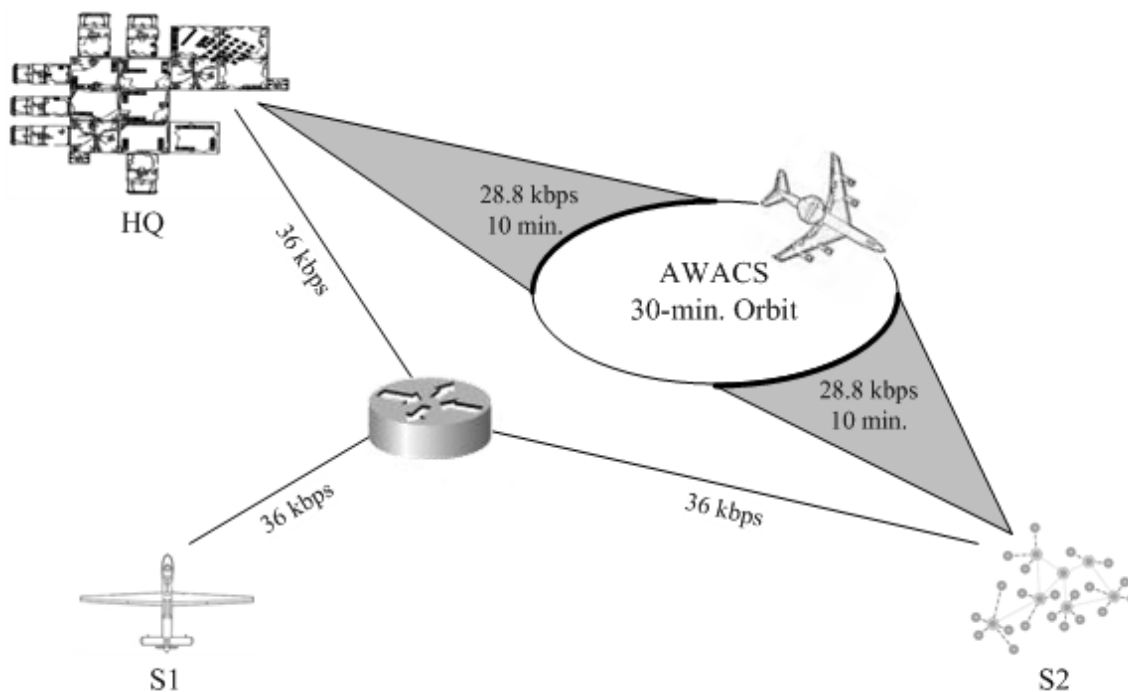 28.8 kbps
10 min.
HQ
36 kbps
AWACS
30-min. Orbit
28.8 kbps
10 min.
36 kbps
36 kbps
S1
S2